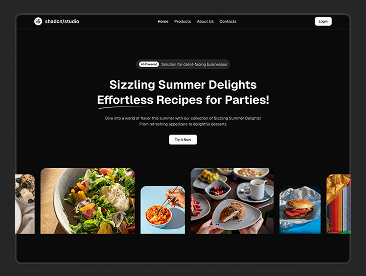 shadcn/studio
Home Products About Us Contacts
Login
AI-Powered Solution for client-facing businesses
Sizzling Summer Delights
Effortless Recipes for Parties!
Dive into a world of flavor this summer with our collection of Sizzling Summer Delights!
From refreshing appetizers to delightful desserts
Try It Now